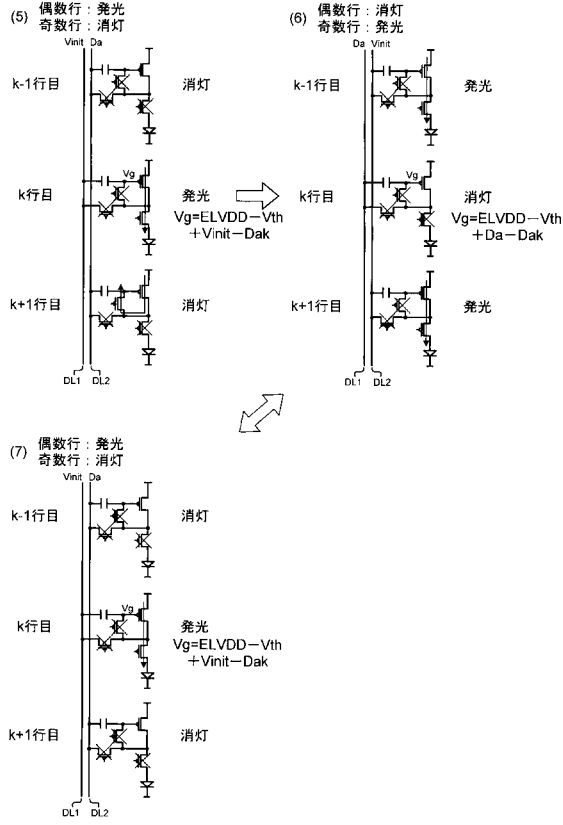 (5) 偶数行：発光
奇数行：消灯
Vinit Da
k-1行目
消灯
Vg
k行目
発光
Vg=ELVDD－Vth
＋Vinit－Dak
k+1行目
消灯
DL1 DL2
(6) 偶数行：消灯
奇数行：発光
Da Vinit
k-1行目
発光
Vg
k行目
消灯
Vg=ELVDD－Vth
＋Da－Dak
k+1行目
発光
DL1 DL2
(7) 偶数行：発光
奇数行：消灯
Vinit Da
k-1行目
消灯
Vg
k行目
発光
Vg=ELVDD－Vth
＋Vinit－Dak
k+1行目
消灯
DL1 DL2